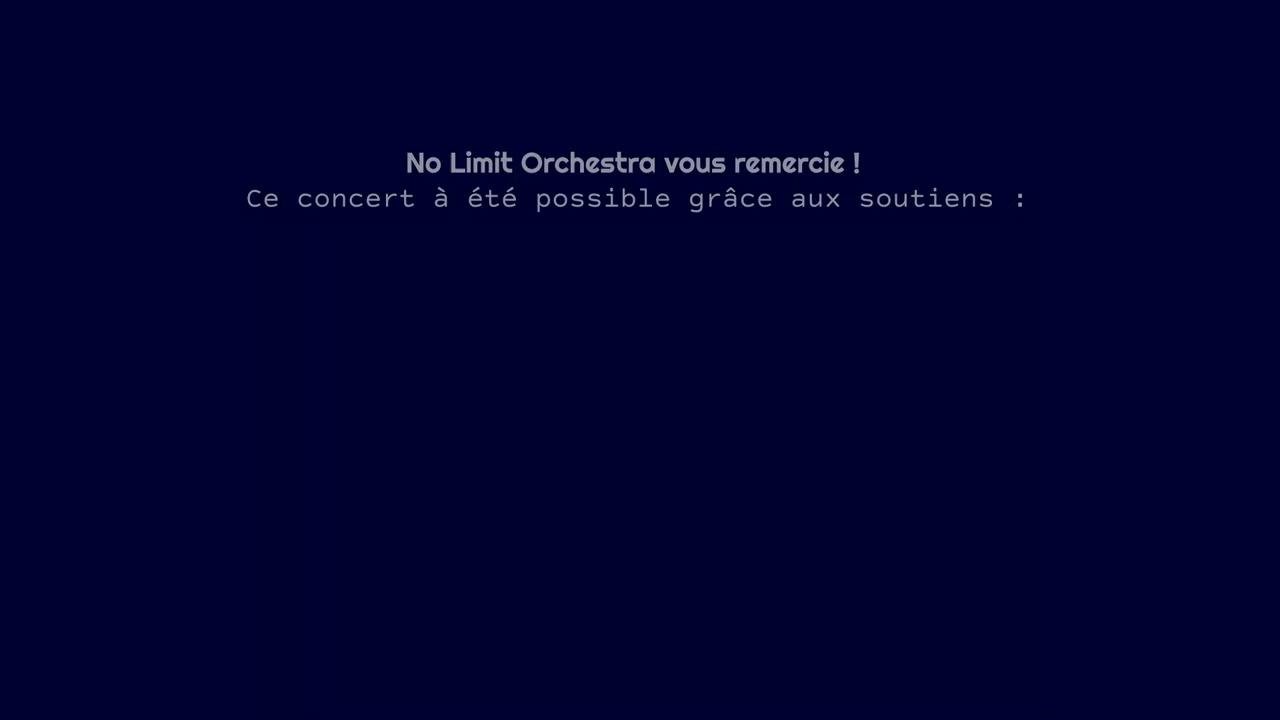 No Limit Orchestra vous remercie !
Ce concert à été possible grâce aux soutiens :